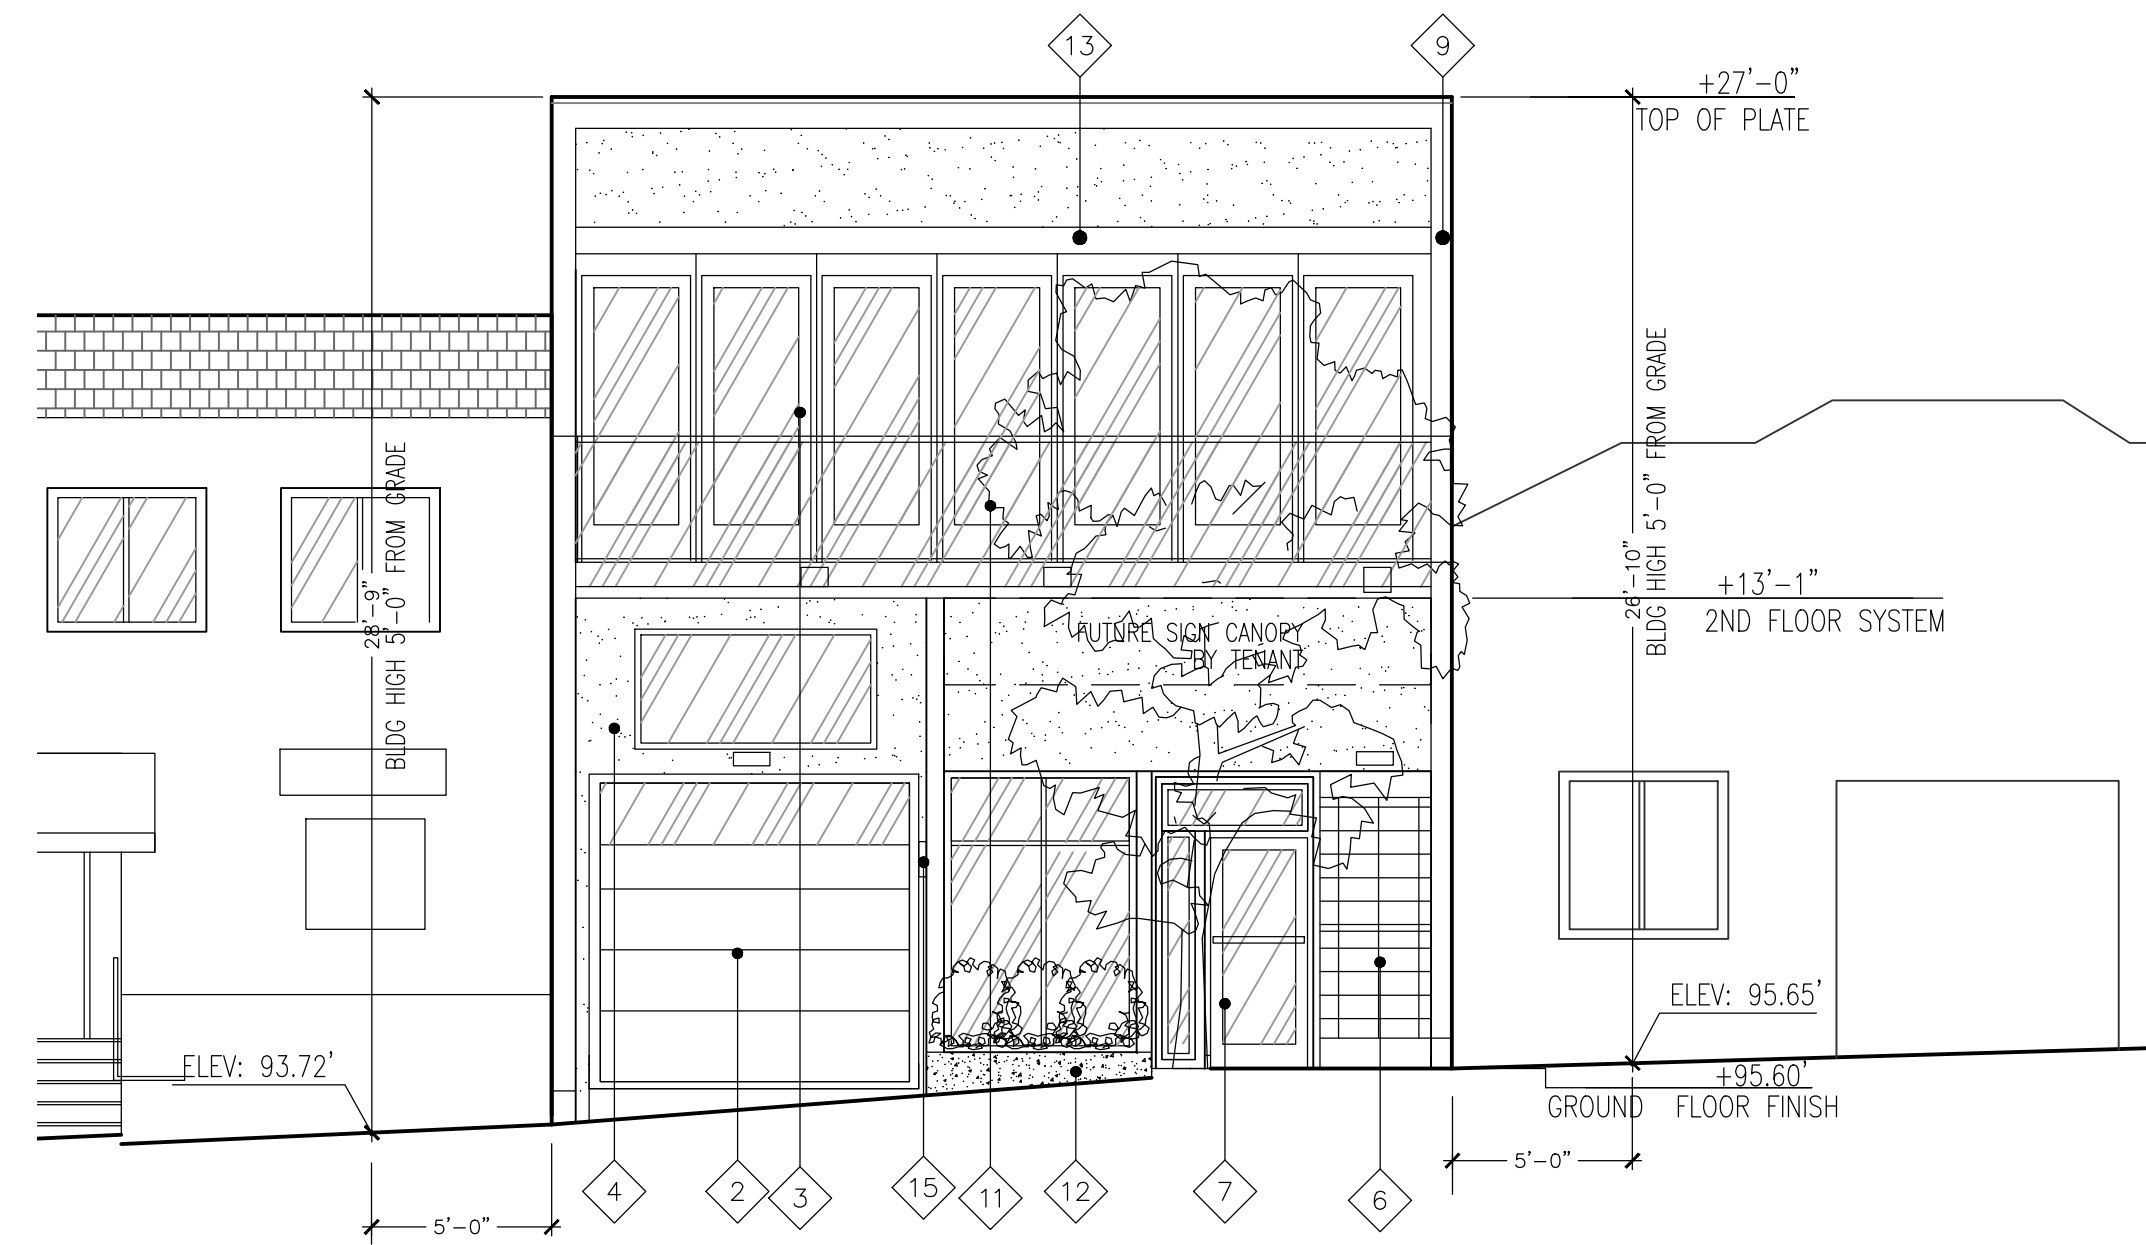 13
9
+27'-0"
TOP OF PLATE
28'-9"
BLDG HIGH 5'-0" FROM GRADE
26'-10"
BLDG HIGH 5'-0" FROM GRADE
+13'-1"
2ND FLOOR SYSTEM
FUTURE SIGN CANOPY
BY TENANT
ELEV: 95.65'
ELEV: 93.72'
+95.60'
GROUND FLOOR FINISH
5'-0"
4
2
3
15
11
12
7
6
5'-0"